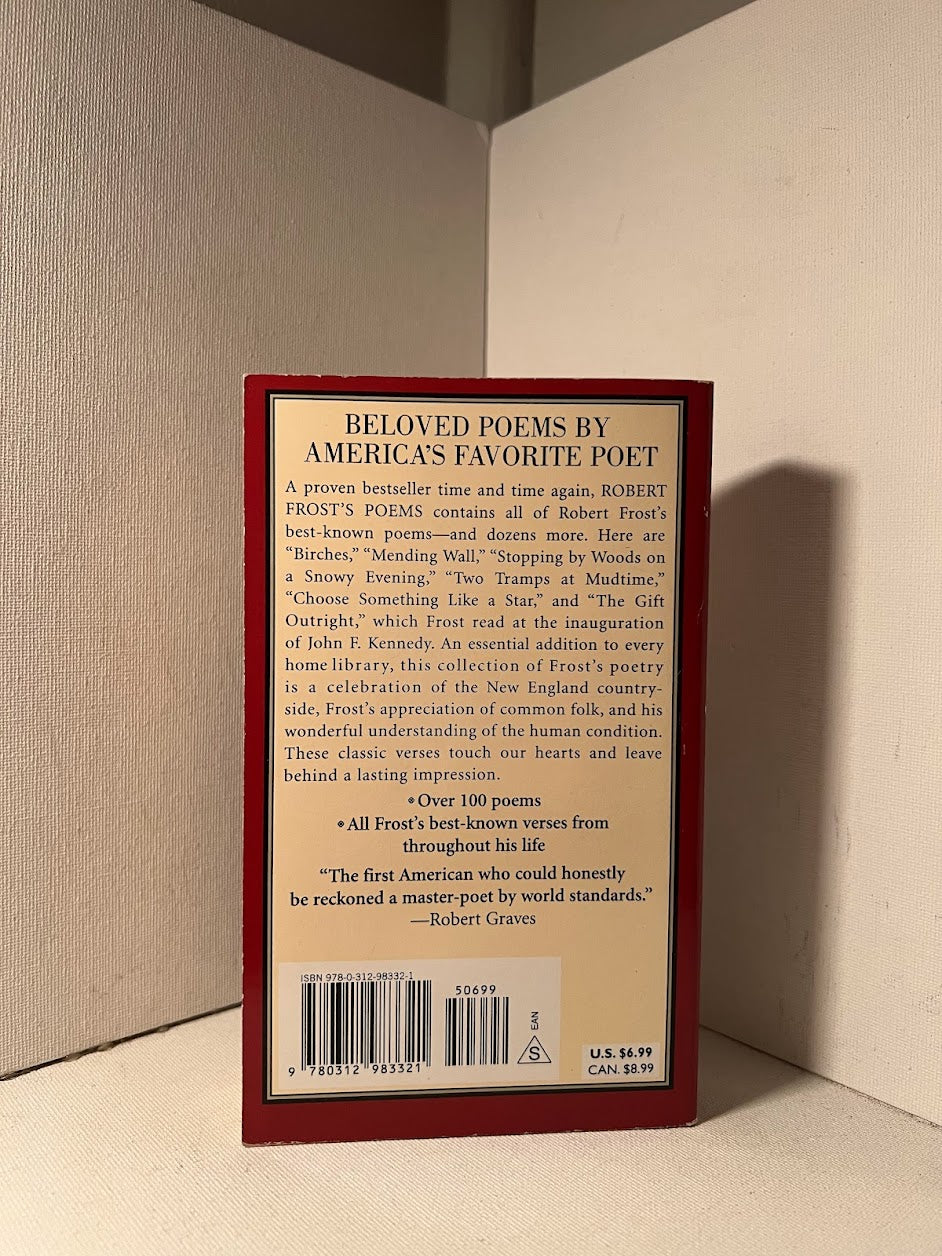 BELOVED POEMS BY
AMERICA'S FAVORITE POET
A proven bestseller time and time again, ROBERT
FROST'S POEMS contains all of Robert Frost's
best-known poems—and dozens more. Here are
“Birches,” “Mending Wall,” “Stopping by Woods on
a Snowy Evening,” “Two Tramps at Mudtime,”
“Choose Something Like a Star,” and “The Gift
Outright,” which Frost read at the inauguration
of John F. Kennedy. An essential addition to every
home library, this collection of Frost's poetry
is a celebration of the New England country-
side, Frost's appreciation of common folk, and his
wonderful understanding of the human condition.
These classic verses touch our hearts and leave
behind a lasting impression.
• Over 100 poems
• All Frost's best-known verses from
throughout his life
“The first American who could honestly
be reckoned a master-poet by world standards.”
—Robert Graves
ISBN 978-0-312-98332-1
50699
EAN
S
9 780312 983321
U.S. $6.99
CAN. $8.99